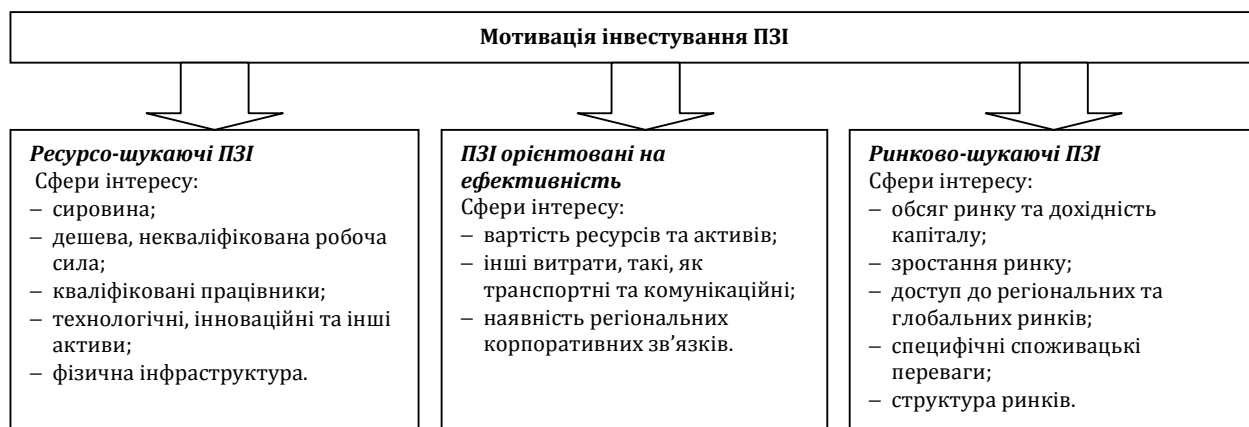 Мотивація інвестування ПЗІ
Ресурсо-шукаючі ПЗІ
Сфери інтересу:
– сировина;
– дешева, некваліфікована робоча
сила;
– кваліфіковані працівники;
– технологічні, інноваційні та інші
активи;
– фізична інфраструктура.
ПЗІ орієнтовані на
ефективність
Сфери інтересу:
– вартість ресурсів та активів;
– інші витрати, такі, як
транспортні та комунікаційні;
– наявність регіональних
корпоративних зв’язків.
Ринково-шукаючі ПЗІ
Сфери інтересу:
– обсяг ринку та дохідність
капіталу;
– зростання ринку;
– доступ до регіональних та
глобальних ринків;
– специфічні споживацькі
переваги;
– структура ринків.